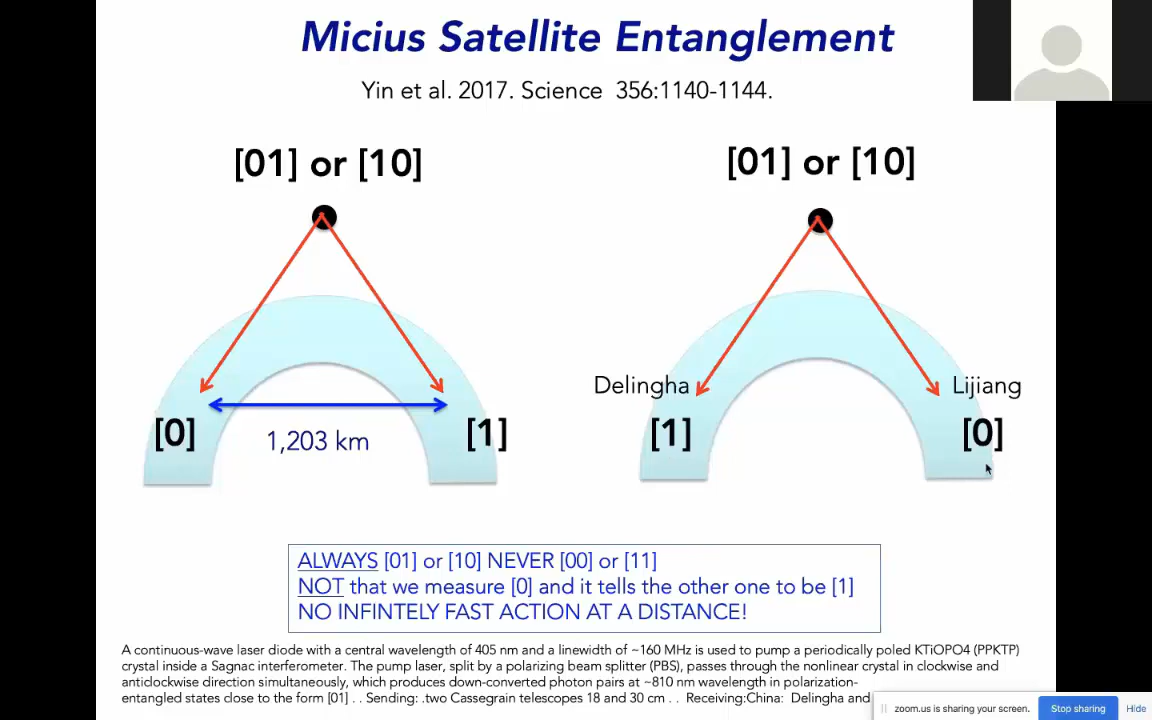 Micius Satellite Entanglement
Yin et al. 2017. Science 356:1140-1144.
[01] or [10]
[01] or [10]
Delingha
Lijiang
[0]
1,203 km
[1]
[1]
[0]
ALWAYS [01] or [10] NEVER [00] or [11]
NOT that we measure [0] and it tells the other one to be [1]
NO INFINTELY FAST ACTION AT A DISTANCE!
A continuous-wave laser diode with a central wavelength of 405 nm and a linewidth of ~160 MHz is used to pump a periodically poled KTiOPO4 (PPKTP)
crystal inside a Sagnac interferometer. The pump laser, split by a polarizing beam splitter (PBS), passes through the nonlinear crystal in clockwise and
anticlockwise direction simultaneously, which produces down-converted photon pairs at ~810 nm wavelength in polarization-
entangled states close to the form [01] . . Sending: .two Cassegrain telescopes 18 and 30 cm . . Receiving:China: Delingha and
zoom.us is sharing your screen.
Stop sharing
Hide